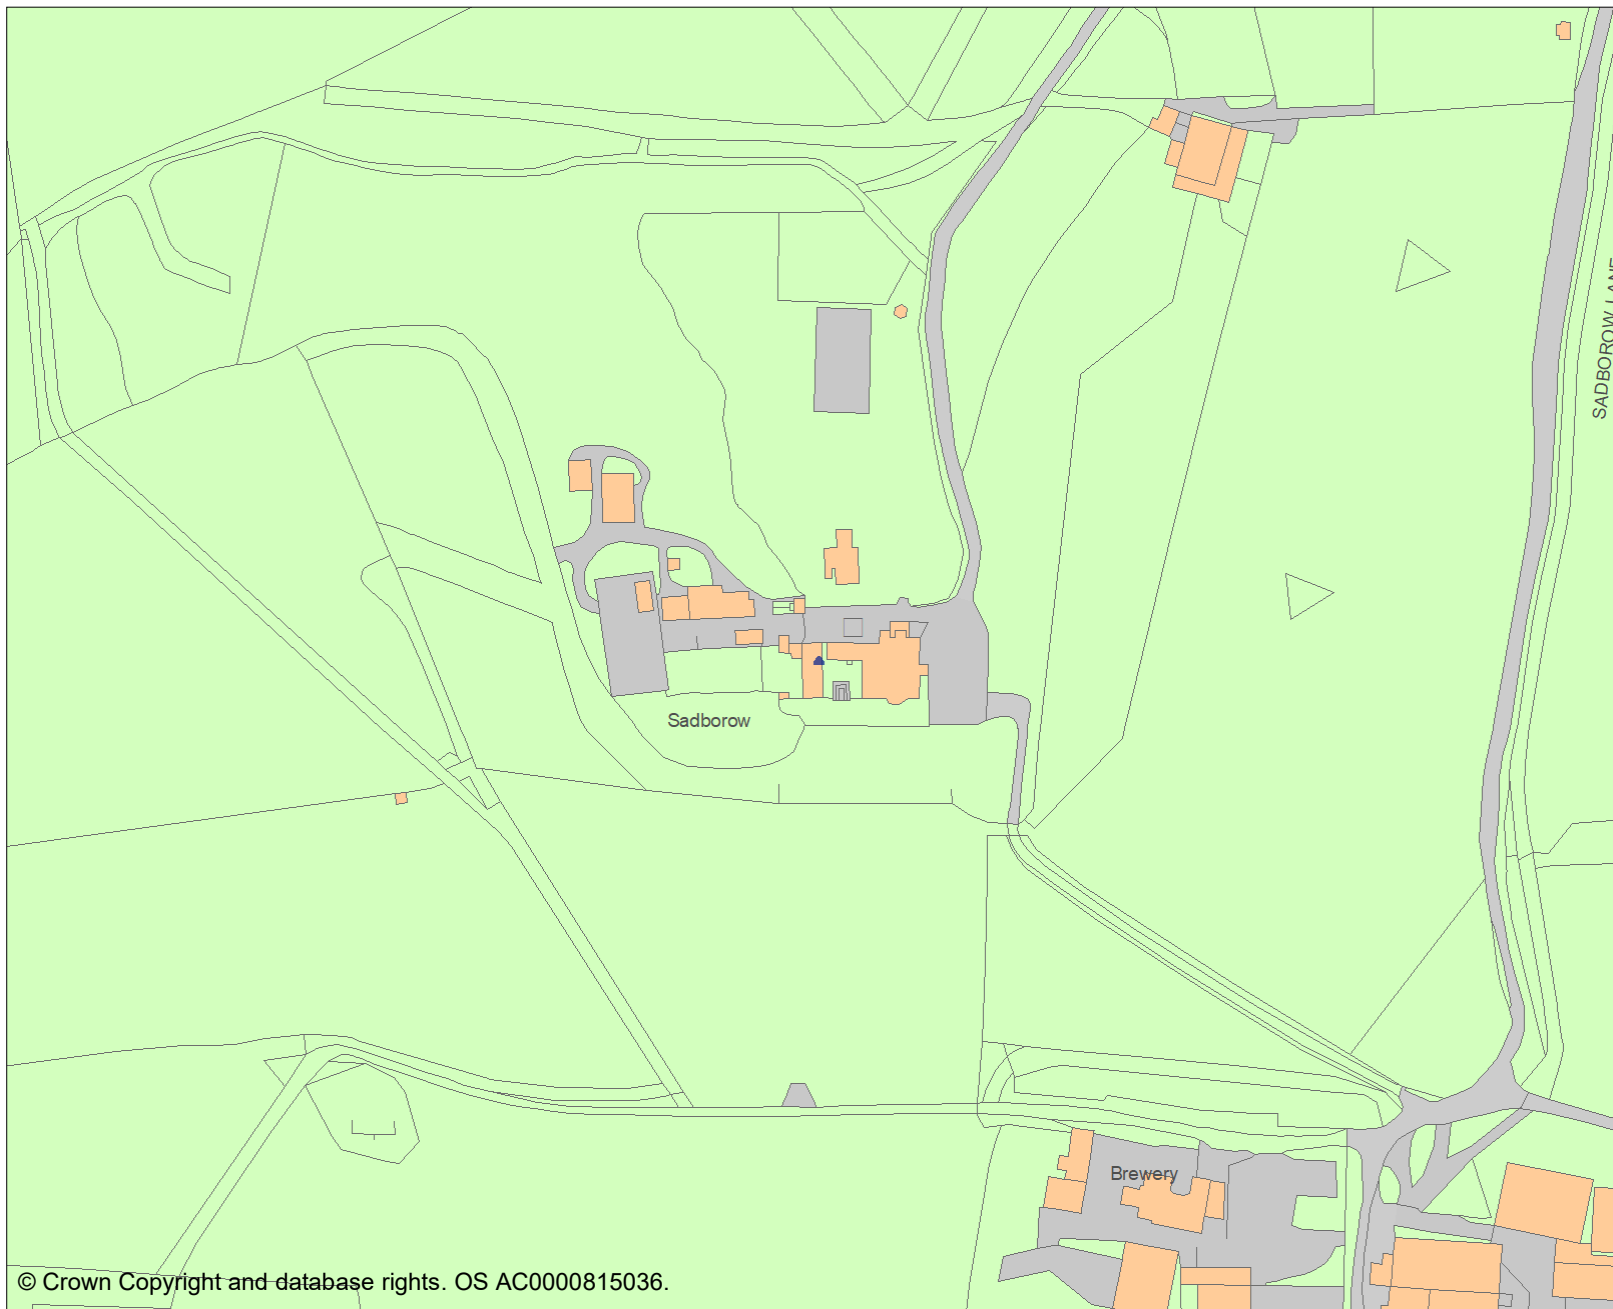 SADBOROW LANE
Sadborow
Brewery
© Crown Copyright and database rights. OS AC0000815036.